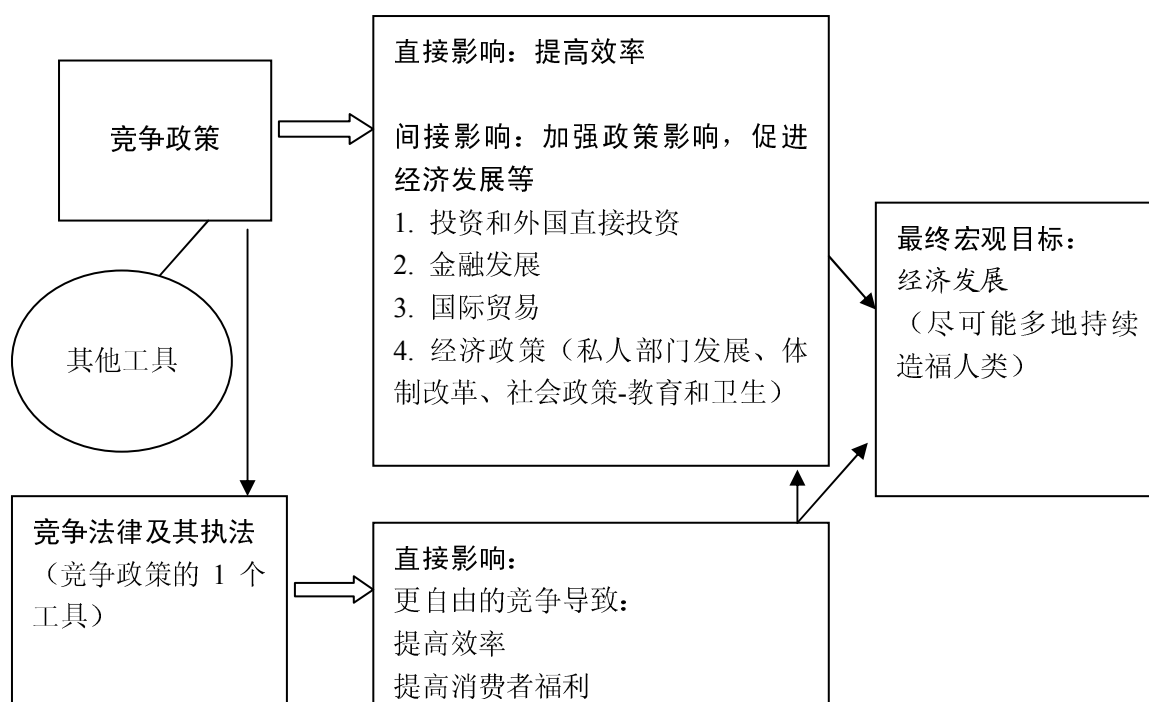 竞争政策
直接影响：提高效率
间接影响：加强政策影响，促进
经济发展等
1. 投资和外国直接投资
2. 金融发展
3. 国际贸易
4. 经济政策（私人部门发展、体
制改革、社会政策-教育和卫生）
最终宏观目标：
经济发展
（尽可能多地持续
造福人类）
其他工具
竞争法律及其执法
（竞争政策的 1 个
工具）
直接影响：
更自由的竞争导致：
提高效率
提高消费者福利